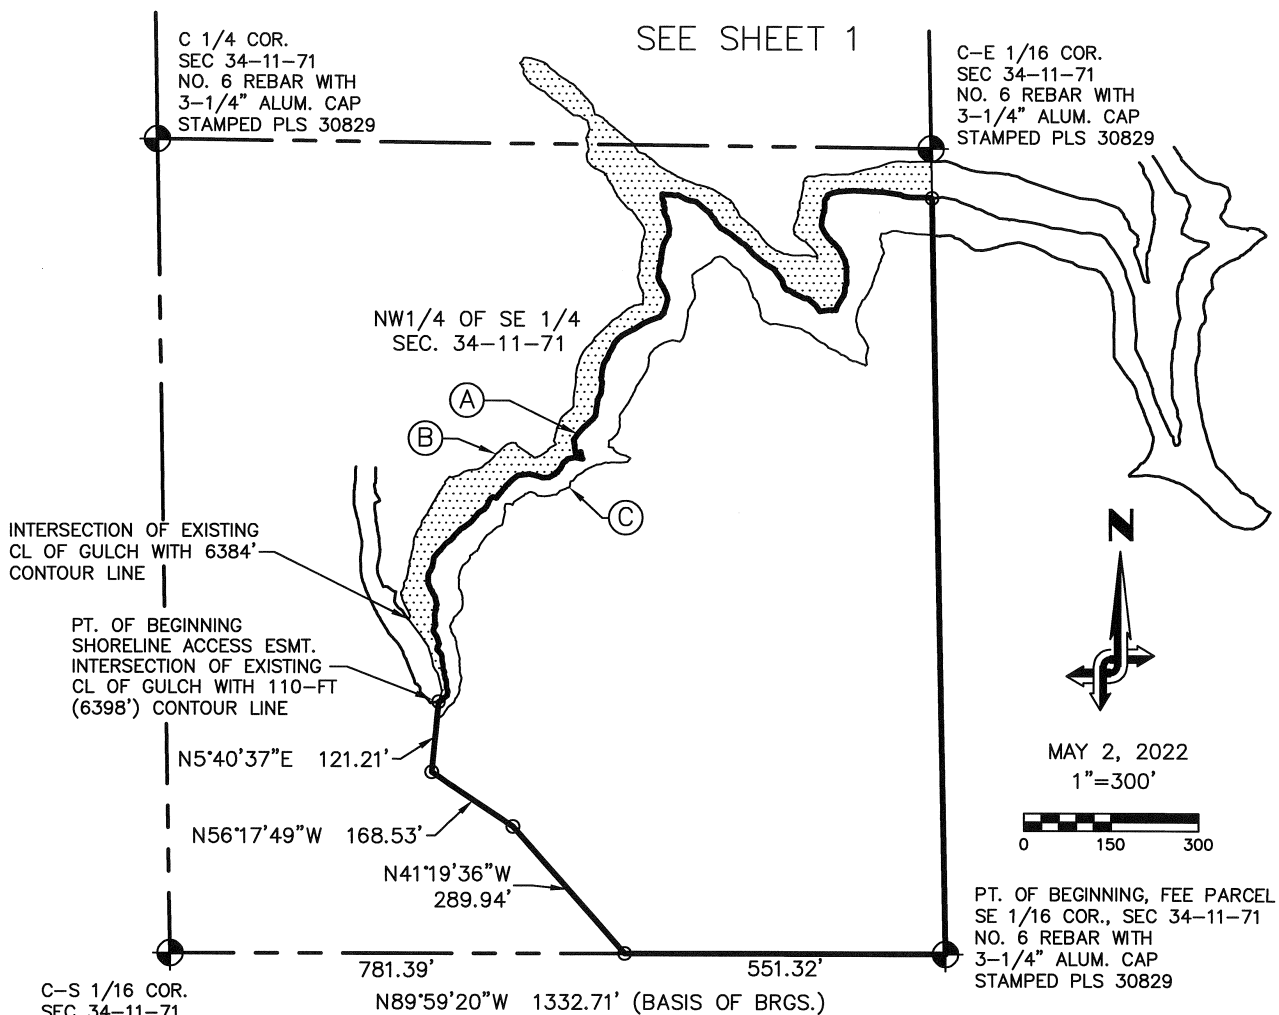 SEE SHEET 1
C 1/4 COR.
SEC 34-11-71
NO. 6 REBAR WITH
3-1/4" ALUM. CAP
STAMPED PLS 30829
C-E 1/16 COR.
SEC 34-11-71
NO. 6 REBAR WITH
3-1/4" ALUM. CAP
STAMPED PLS 30829
NW1/4 OF SE 1/4
SEC. 34-11-71
A
B
C
INTERSECTION OF EXISTING
CL OF GULCH WITH 6384'
CONTOUR LINE
N
PT. OF BEGINNING
SHORELINE ACCESS ESMT.
INTERSECTION OF EXISTING
CL OF GULCH WITH 110-FT
(6398') CONTOUR LINE
N5°40'37"E 121.21'
MAY 2, 2022
1"=300'
0 150 300
N56°17'49"W 168.53'
N41°19'36"W
289.94'
PT. OF BEGINNING, FEE PARCEL
SE 1/16 COR., SEC 34-11-71
NO. 6 REBAR WITH
3-1/4" ALUM. CAP
STAMPED PLS 30829
781.39' 551.32'
N89°59'20"W 1332.71' (BASIS OF BRGS.)
C-S 1/16 COR.
SEC 34-11-71